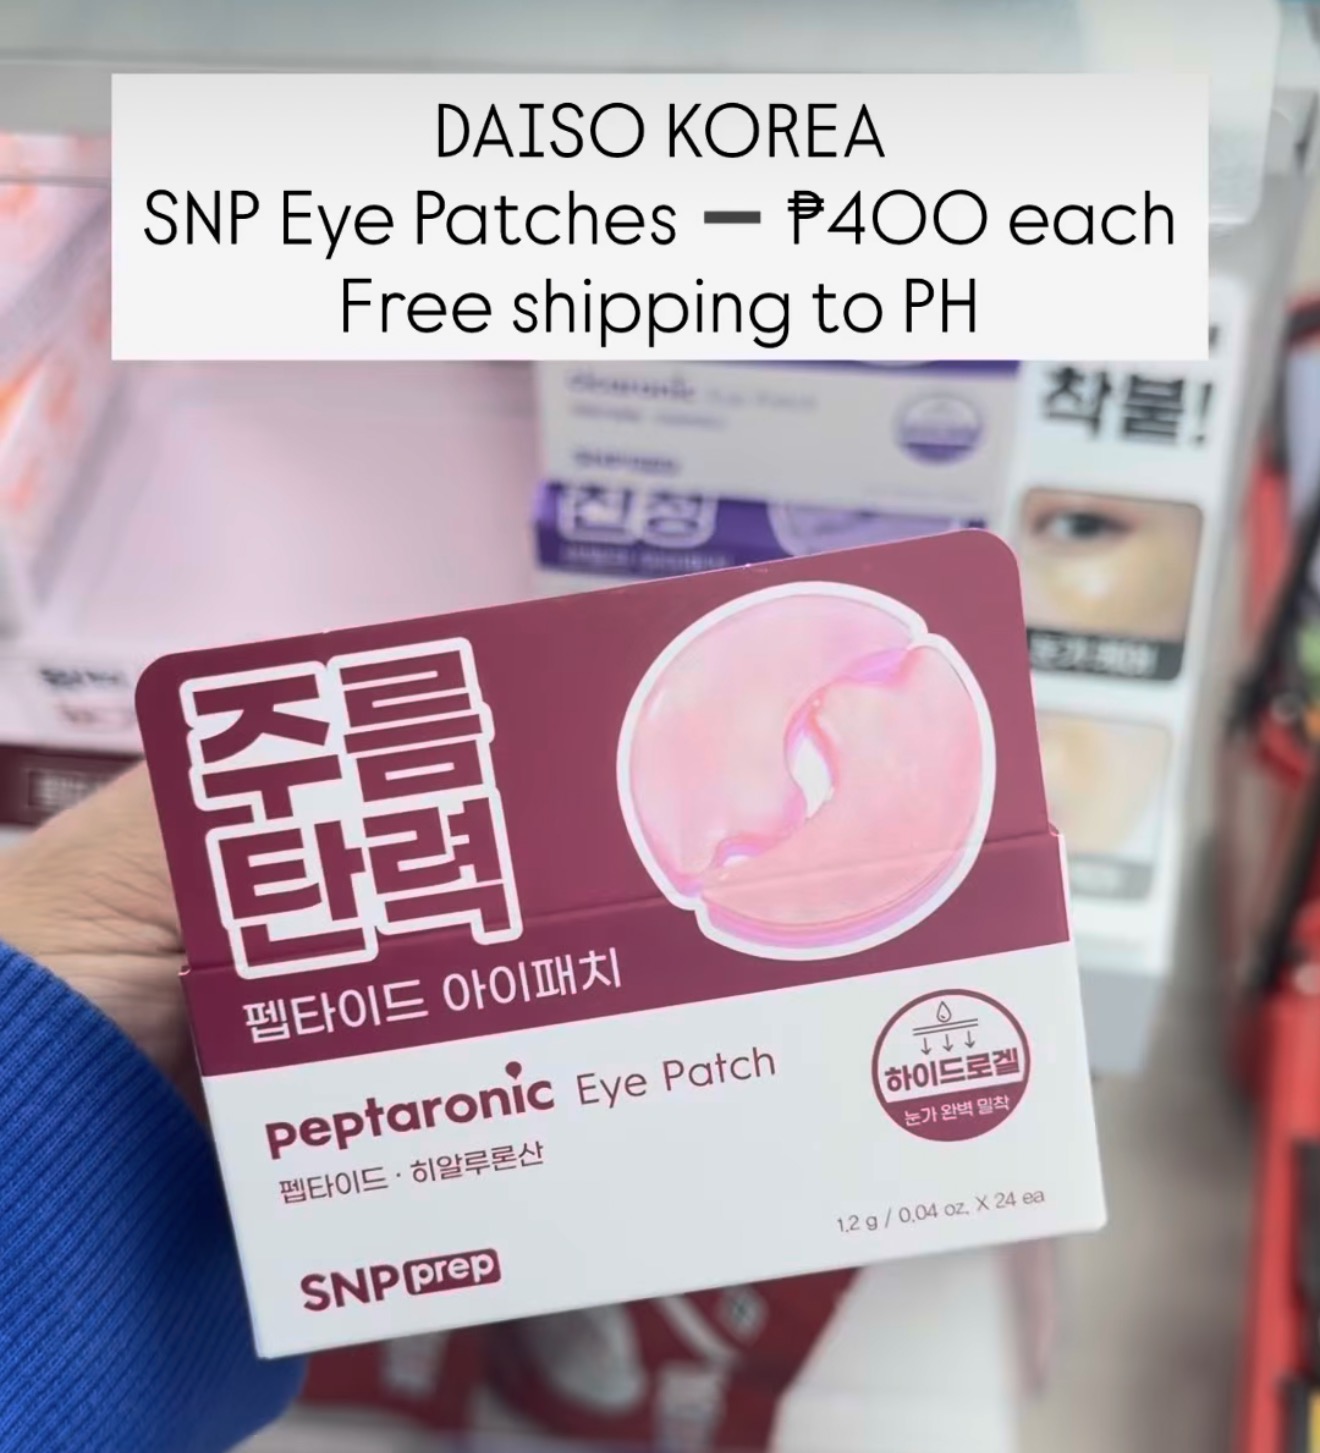 DAISO KOREA
SNP Eye Patches ➖ ₱400 each
Free shipping to PH
착붙!
진정
주름
탄력
펩타이드 아이패치
peptaronic Eye Patch
펩타이드 · 히알루론산
하이드로겔
눈가 완벽 밀착
1.2 g / 0.04 oz. X 24 ea
SNP prep